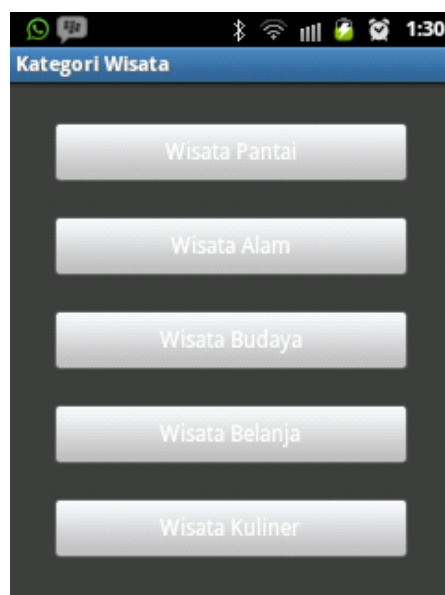 1:30
Kategori Wisata
Wisata Pantai
Wisata Alam
Wisata Budaya
Wisata Belanja
Wisata Kuliner